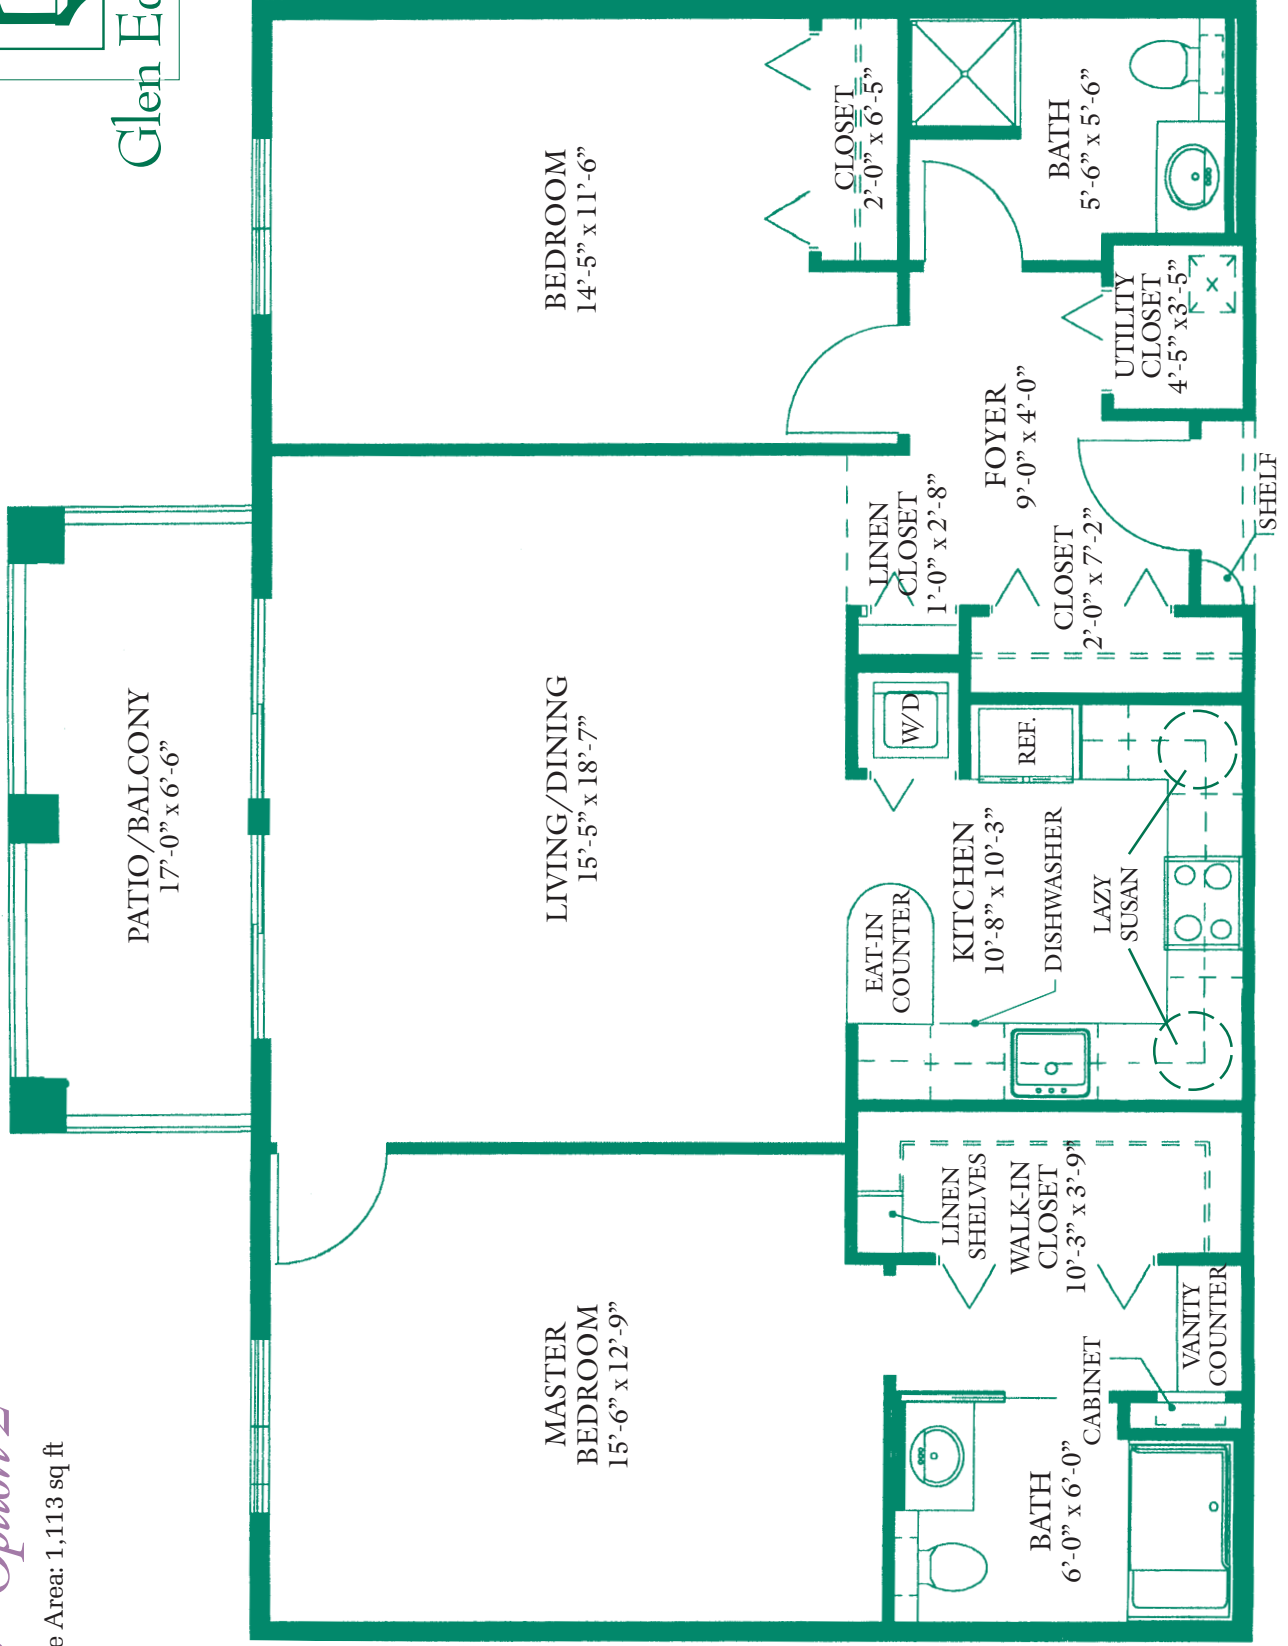 Option 2
Area: 1,113 sq ft
Glen
PATIO/BALCONY
17’-0” x 6’-6”
MASTER
BEDROOM
15’-6” x 12’-9”
LIVING/DINING
15’-5” x 18’-7”
BEDROOM
14’-5” x 11’-6”
CLOSET
2’-0” x 6’-5”
BATH
5’-6” x 5’-6”
UTILITY
CLOSET
4’-5” x3’-5”
FOYER
9’-0” x 4’-0”
LINEN
CLOSET
1’-0” x 2’-8”
CLOSET
2’-0” x 7’-2”
SHELF
W/D
REF.
KITCHEN
10’-8” x 10’-3”
EAT-IN
COUNTER
DISHWASHER
LAZY
SUSAN
LINEN
SHELVES
WALK-IN
CLOSET
10’-3” x 3’-9”
VANITY
COUNTER
CABINET
BATH
6’-0” x 6’-0”